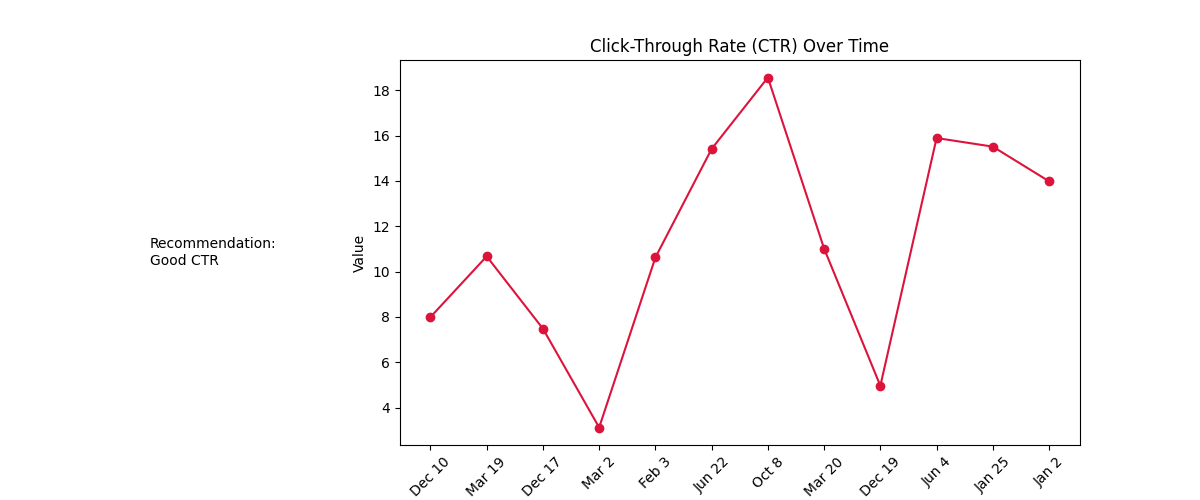 Click-Through Rate (CTR) Over Time
Recommendation:
Good CTR
Value
18
16
14
12
10
8
6
4
Dec 10
Mar 19
Dec 17
Mar 2
Feb 3
Jun 22
Oct 8
Mar 20
Dec 19
Jun 4
Jan 25
Jan 2